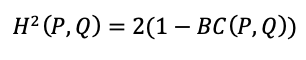 H²(P,Q) = 2(1 − BC(P,Q))